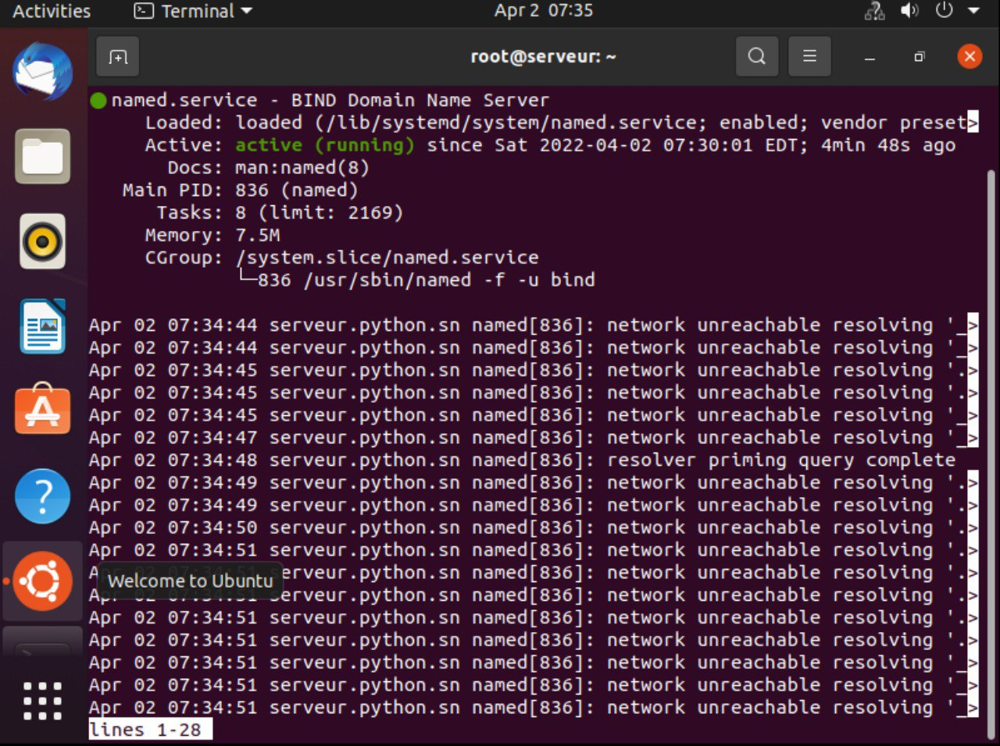 Activities Terminal Apr 2 07:35
root@serveur: ~
named.service - BIND Domain Name Server
Loaded: loaded (/lib/systemd/system/named.service; enabled; vendor preset>
Active: active (running) since Sat 2022-04-02 07:30:01 EDT; 4min 48s ago
Docs: man:named(8)
Main PID: 836 (named)
Tasks: 8 (limit: 2169)
Memory: 7.5M
CGroup: /system.slice/named.service
└─836 /usr/sbin/named -f -u bind
Apr 02 07:34:44 serveur.python.sn named[836]: network unreachable resolving '_>
Apr 02 07:34:44 serveur.python.sn named[836]: network unreachable resolving '_>
Apr 02 07:34:45 serveur.python.sn named[836]: network unreachable resolving '.>
Apr 02 07:34:45 serveur.python.sn named[836]: network unreachable resolving '.>
Apr 02 07:34:45 serveur.python.sn named[836]: network unreachable resolving '_>
Apr 02 07:34:47 serveur.python.sn named[836]: network unreachable resolving '_>
Apr 02 07:34:48 serveur.python.sn named[836]: resolver priming query complete
Apr 02 07:34:49 serveur.python.sn named[836]: network unreachable resolving '.>
Apr 02 07:34:49 serveur.python.sn named[836]: network unreachable resolving '.>
Apr 02 07:34:50 serveur.python.sn named[836]: network unreachable resolving '.>
Apr 02 07:34:51 serveur.python.sn named[836]: network unreachable resolving '.>
Apr 02 07:34:51 serveur.python.sn named[836]: network unreachable resolving '.>
Welcome to Ubuntu
Apr 02 07:34:51 serveur.python.sn named[836]: network unreachable resolving '.>
Apr 02 07:34:51 serveur.python.sn named[836]: network unreachable resolving '.>
Apr 02 07:34:51 serveur.python.sn named[836]: network unreachable resolving '.>
Apr 02 07:34:51 serveur.python.sn named[836]: network unreachable resolving '_>
Apr 02 07:34:51 serveur.python.sn named[836]: network unreachable resolving '_>
Apr 02 07:34:51 serveur.python.sn named[836]: network unreachable resolving '_>
lines 1-28